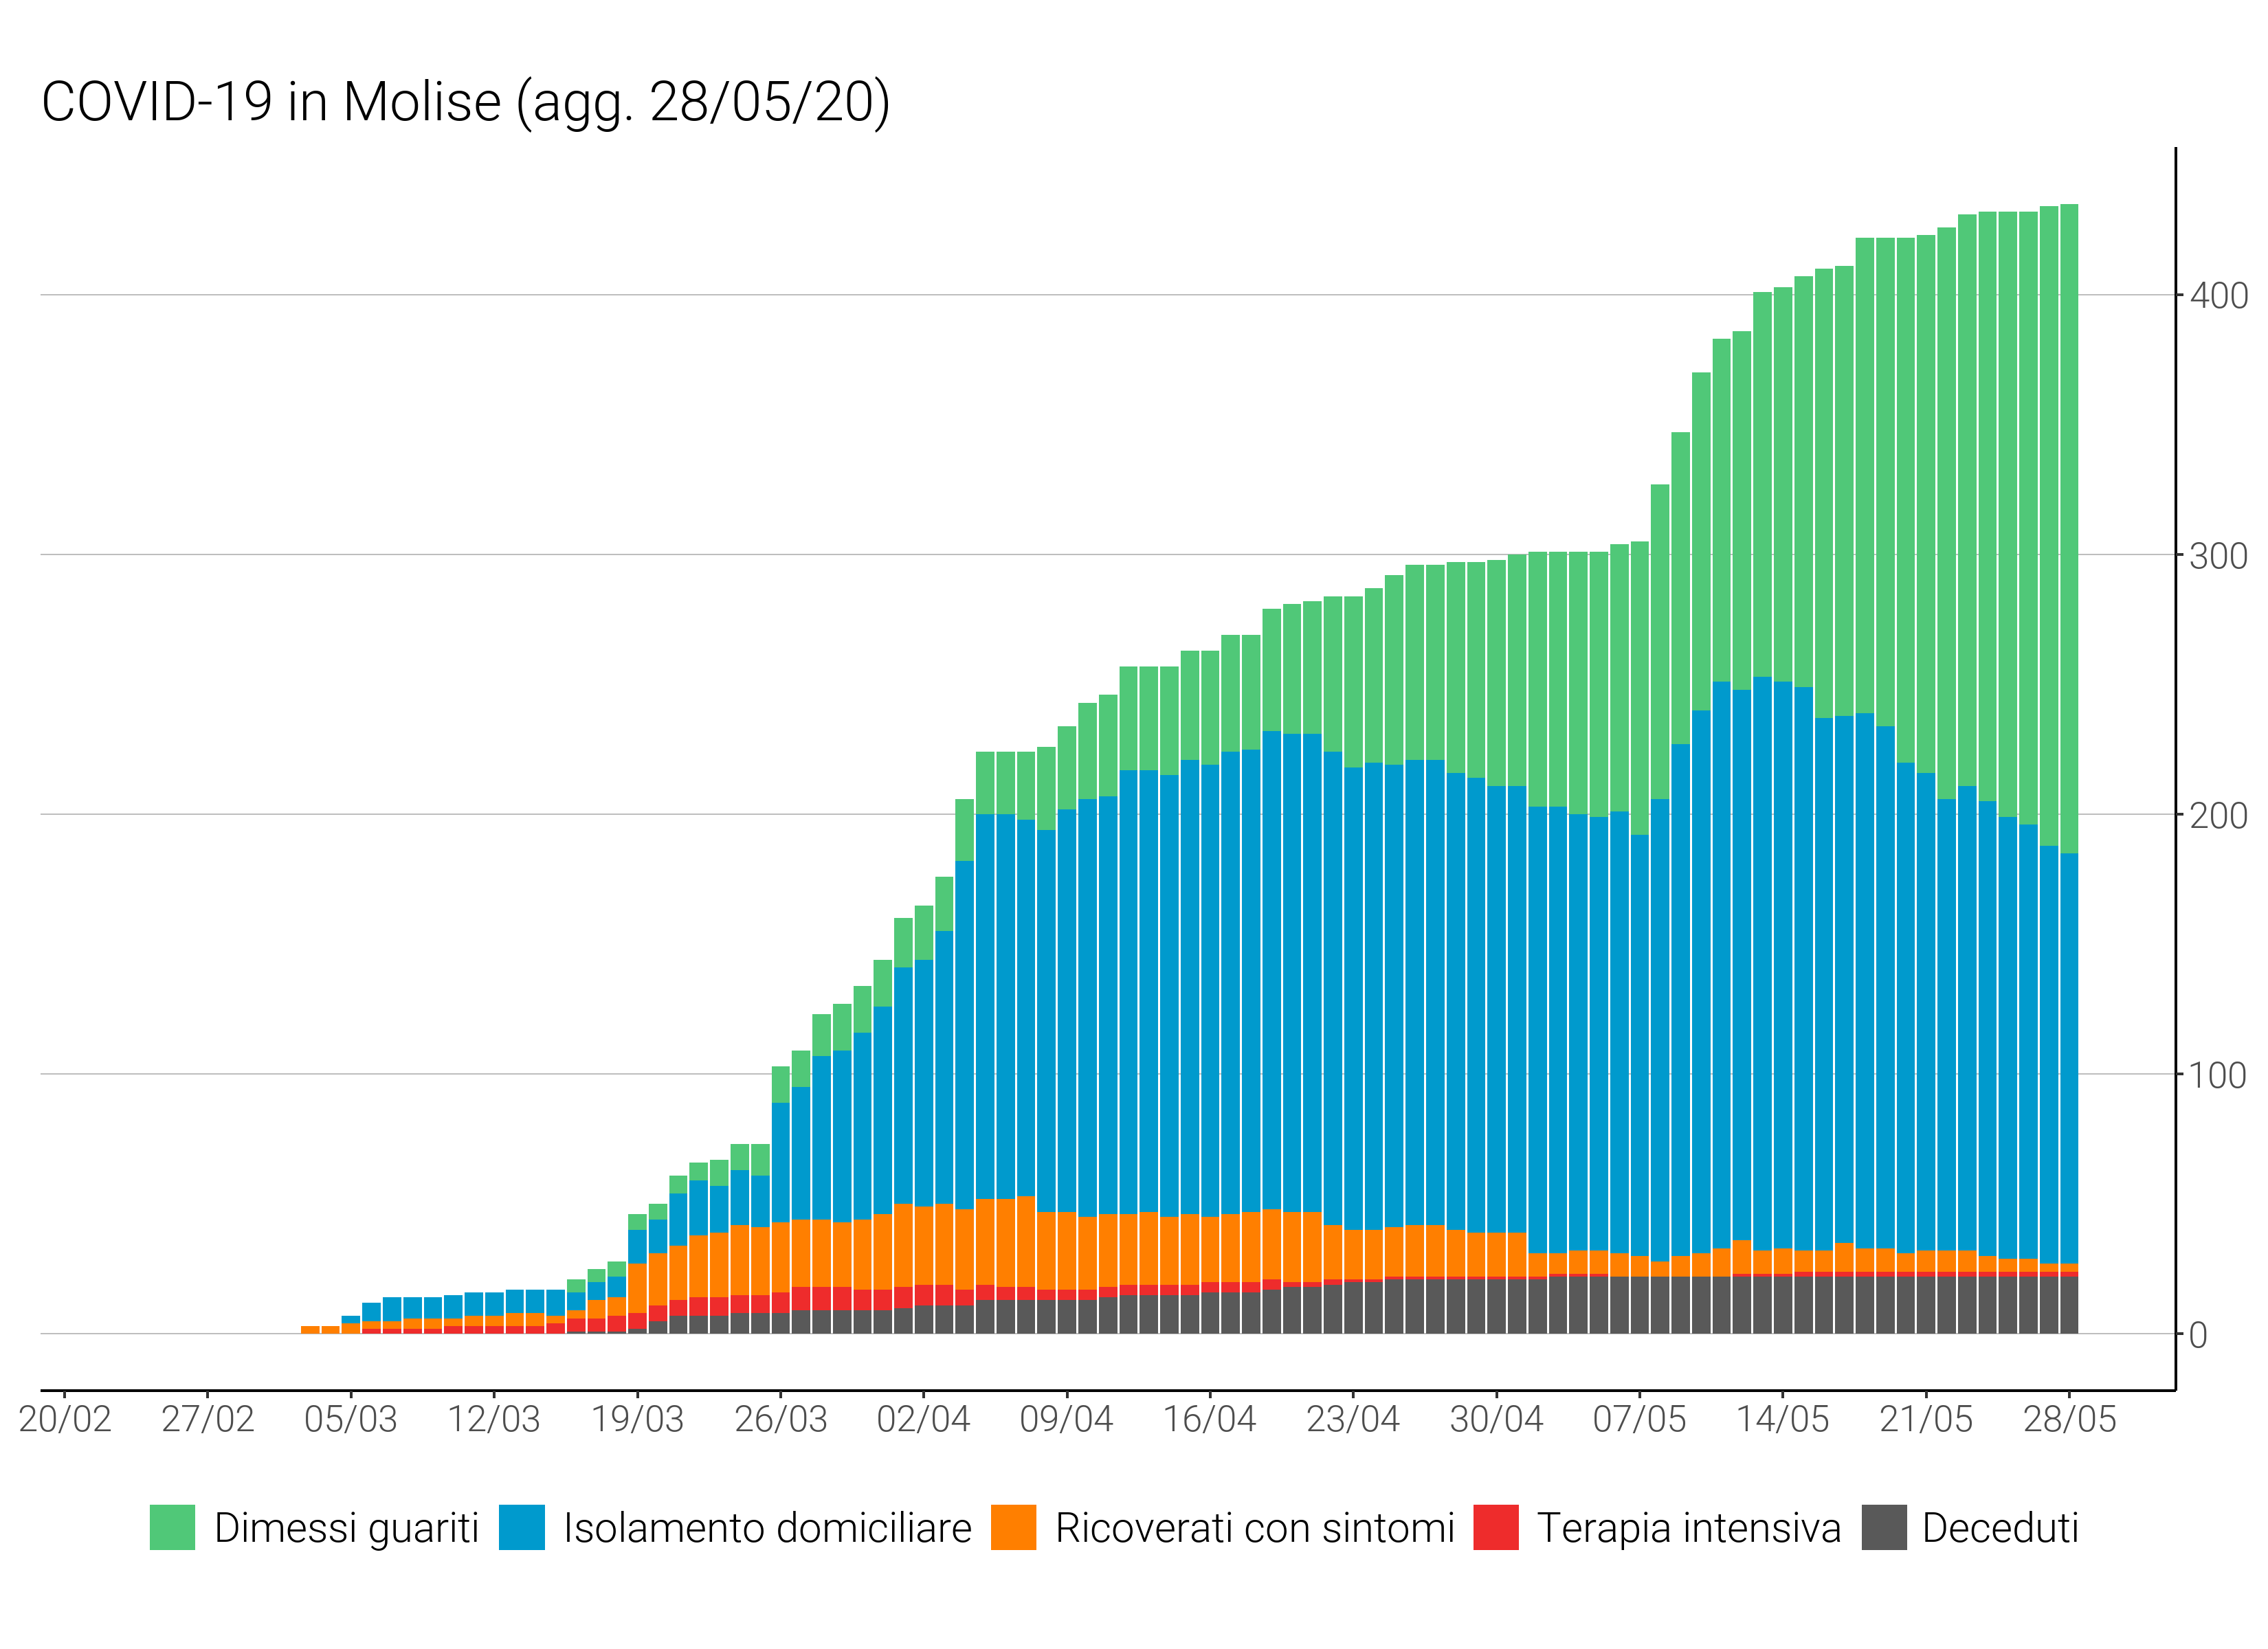 COVID-19 in Molise (agg. 28/05/20)
400
300
200
100
0
20/02 27/02 05/03 12/03 19/03 26/03 02/04 09/04 16/04 23/04 30/04 07/05 14/05 21/05 28/05
Dimessi guariti Isolamento domiciliare Ricoverati con sintomi Terapia intensiva Deceduti